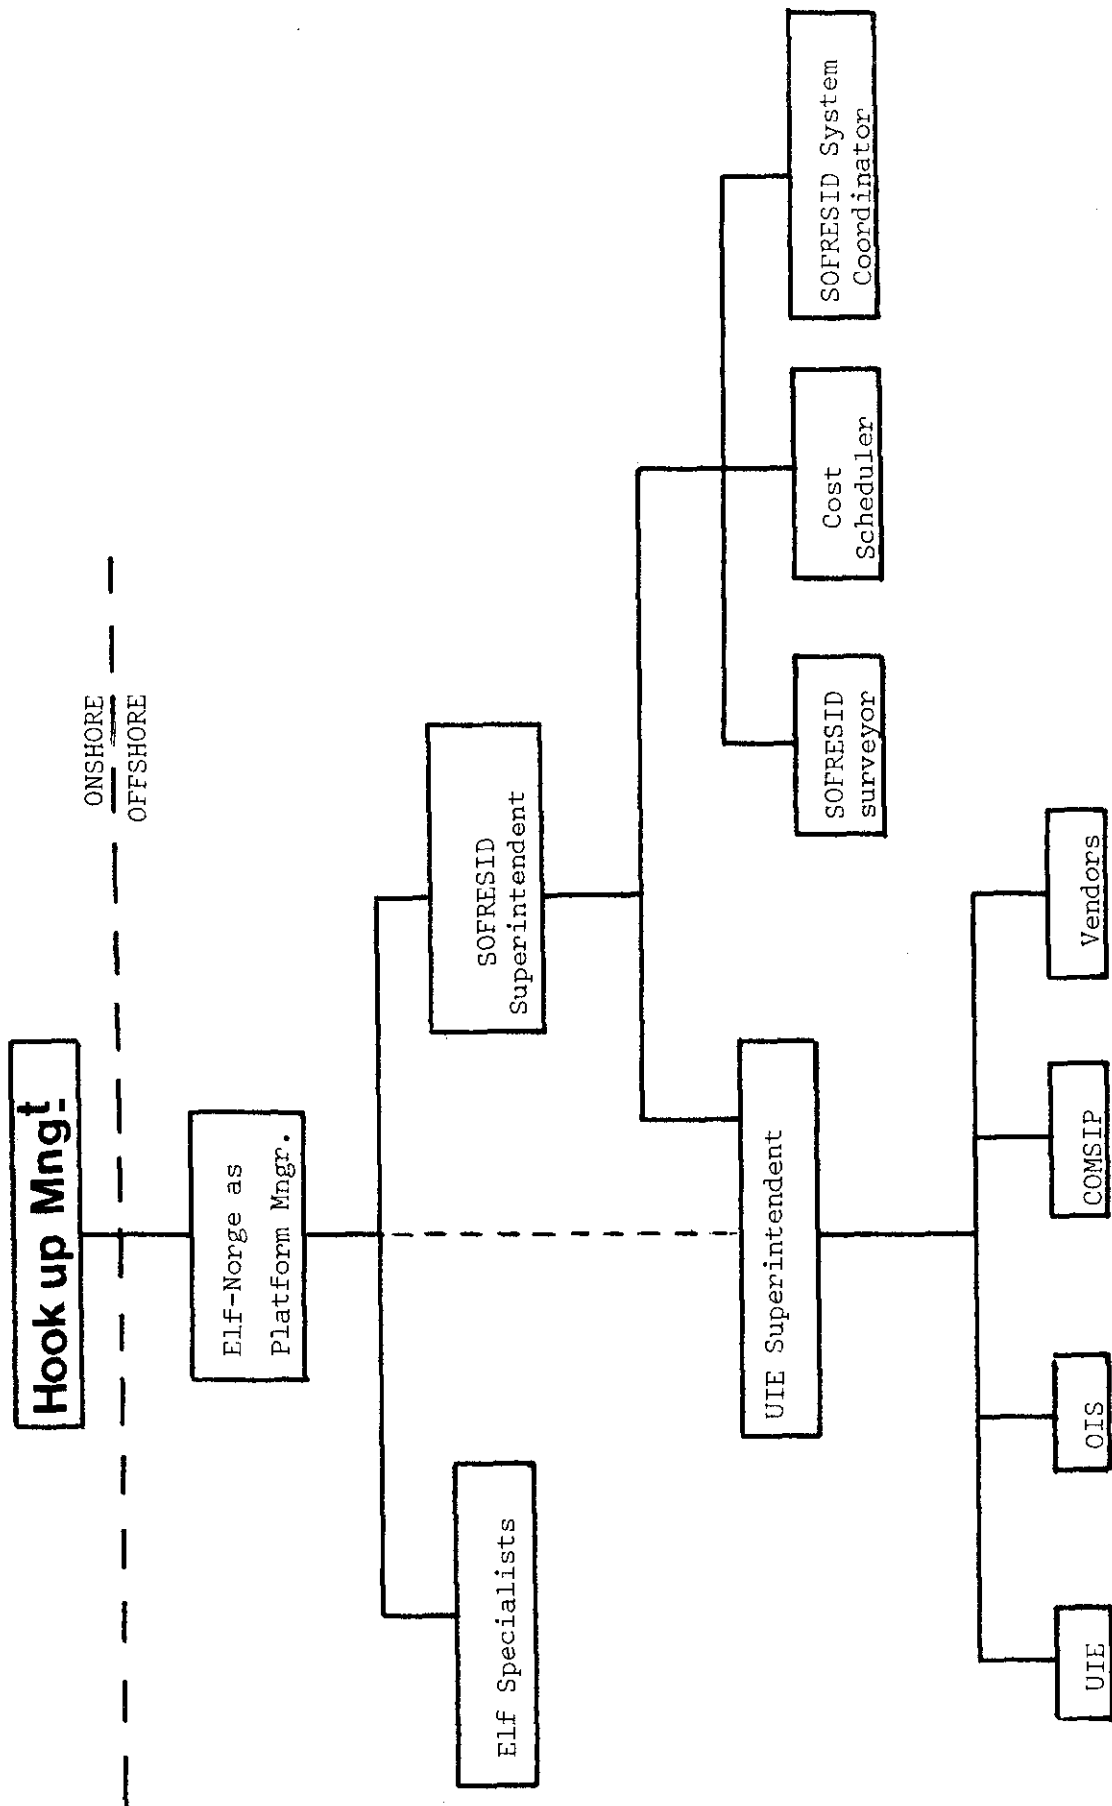 Hook up Mngt.
ONSHORE
OFFSHORE
Elf-Norge as
Platform Mngr.
Elf Specialists
SOFRESID
Superintendent
UIE Superintendent
SOFRESID
surveyor
Cost
Scheduler
SOFRESID System
Coordinator
UIE
OIS
COMSIP
Vendors